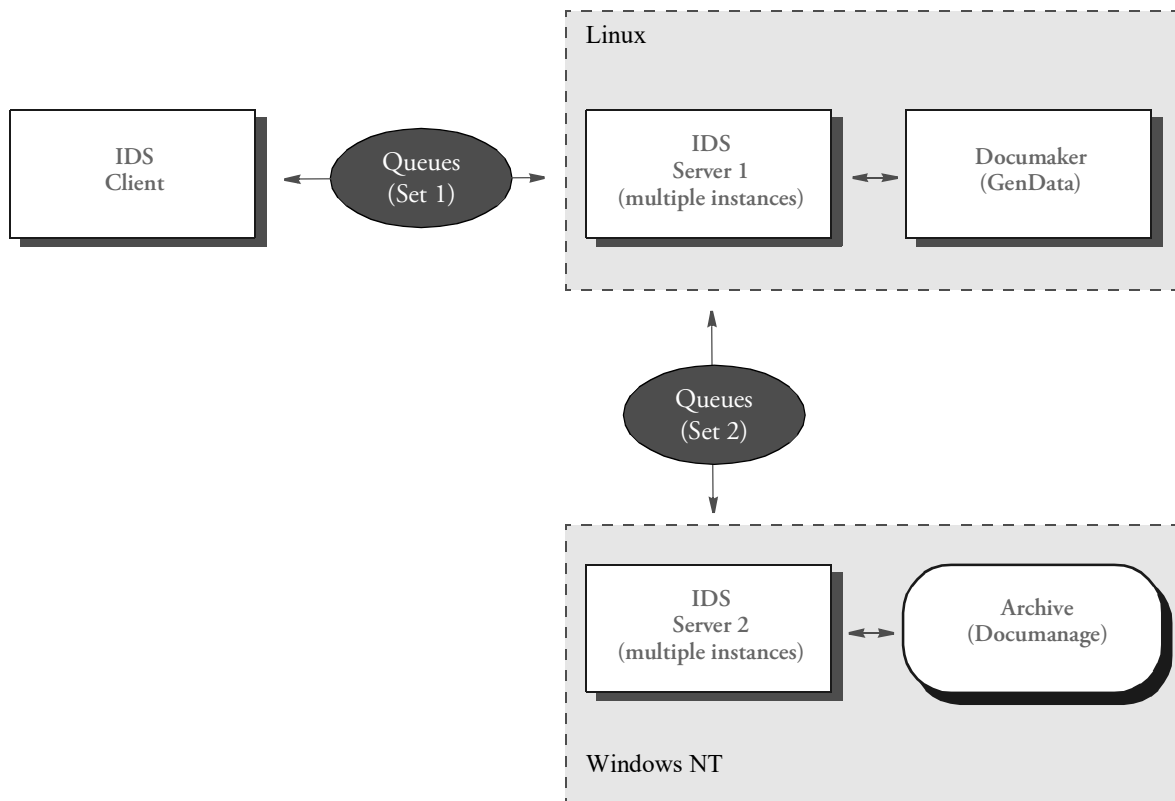 Linux
IDS
Client
Queues
(Set 1)
IDS
Server 1
(multiple instances)
Documaker
(GenData)
Queues
(Set 2)
IDS
Server 2
(multiple instances)
Archive
(Documanage)
Windows NT